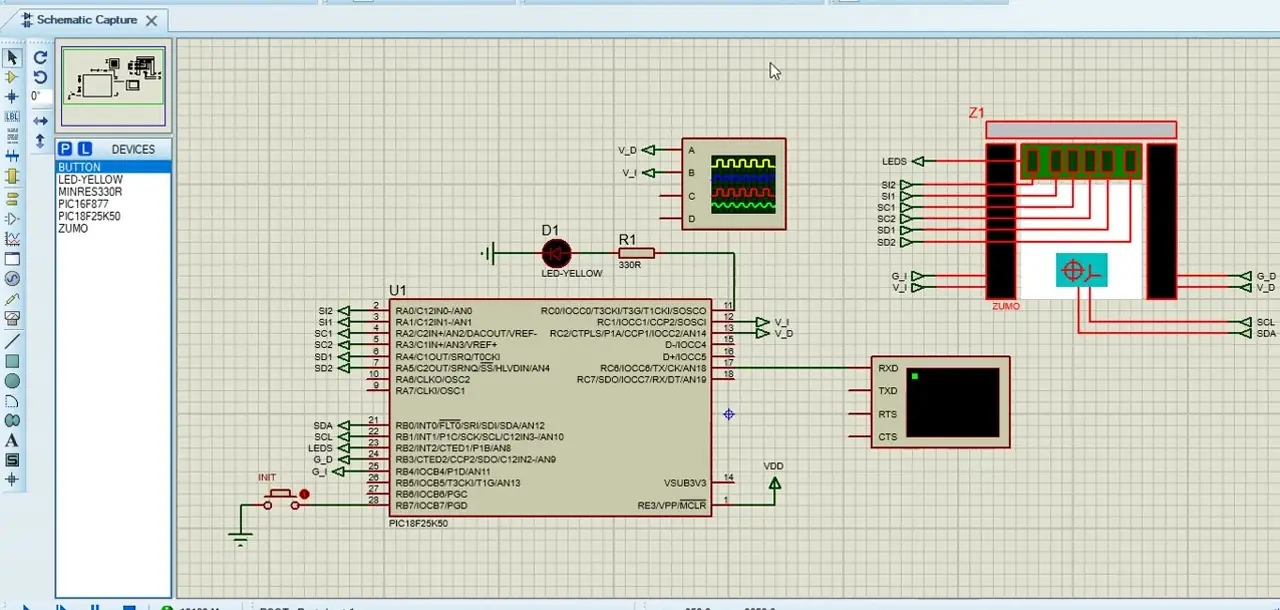 Schematic Capture
0°
LBL
P L DEVICES
BUTTON
LED-YELLOW
MINRES330R
PIC16F877
PIC18F25K50
ZUMO
A
S
V_D
V_I
A
B
C
D
D1
LED-YELLOW
R1
330R
U1
SI2 2 RA0/C12IN0-/AN0
SI1 3 RA1/C12IN1-/AN1
SC1 4 RA2/C2IN+/AN2/DACOUT/VREF-
SC2 5 RA3/C1IN+/AN3/VREF+
SD1 6 RA4/C1OUT/SRQ/T0CKI
SD2 7 RA5/C2OUT/SRNQ/SS/HLVDIN/AN4
10 RA6/CLKO/OSC2
9 RA7/CLKI/OSC1
SDA 21 RB0/INT0/FLT0/SRI/SDI/SDA/AN12
SCL 22 RB1/INT1/P1C/SCK/SCL/C12IN3-/AN10
LEDS 23 RB2/INT2/CTED1/P1B/AN8
G_D 24 RB3/CTED2/CCP2/SDO/C12IN2-/AN9
G_I 25 RB4/IOCB4/P1D/AN11
26 RB5/IOCB5/T3CKI/T1G/AN13
27 RB6/IOCB6/PGC
28 RB7/IOCB7/PGD
RC0/IOCC0/T3CKI/T3G/T1CKI/SOSCO 11
RC1/IOCC1/CCP2/SOSCI 12 V_I
RC2/CTPLS/P1A/CCP1/IOCC2/AN14 13 V_D
D-/IOCC4 15
D+/IOCC5 16
RC6/IOCC6/TX/CK/AN18 17
RC7/SDO/IOCC7/RX/DT/AN19 18
VSUB3V3 14
RE3/VPP/MCLR 1
PIC18F25K50
INIT
VDD
RXD
TXD
RTS
CTS
Z1
LEDS
SI2
SI1
SC1
SC2
SD1
SD2
G_I
V_I
G_D
V_D
SCL
SDA
ZUMO